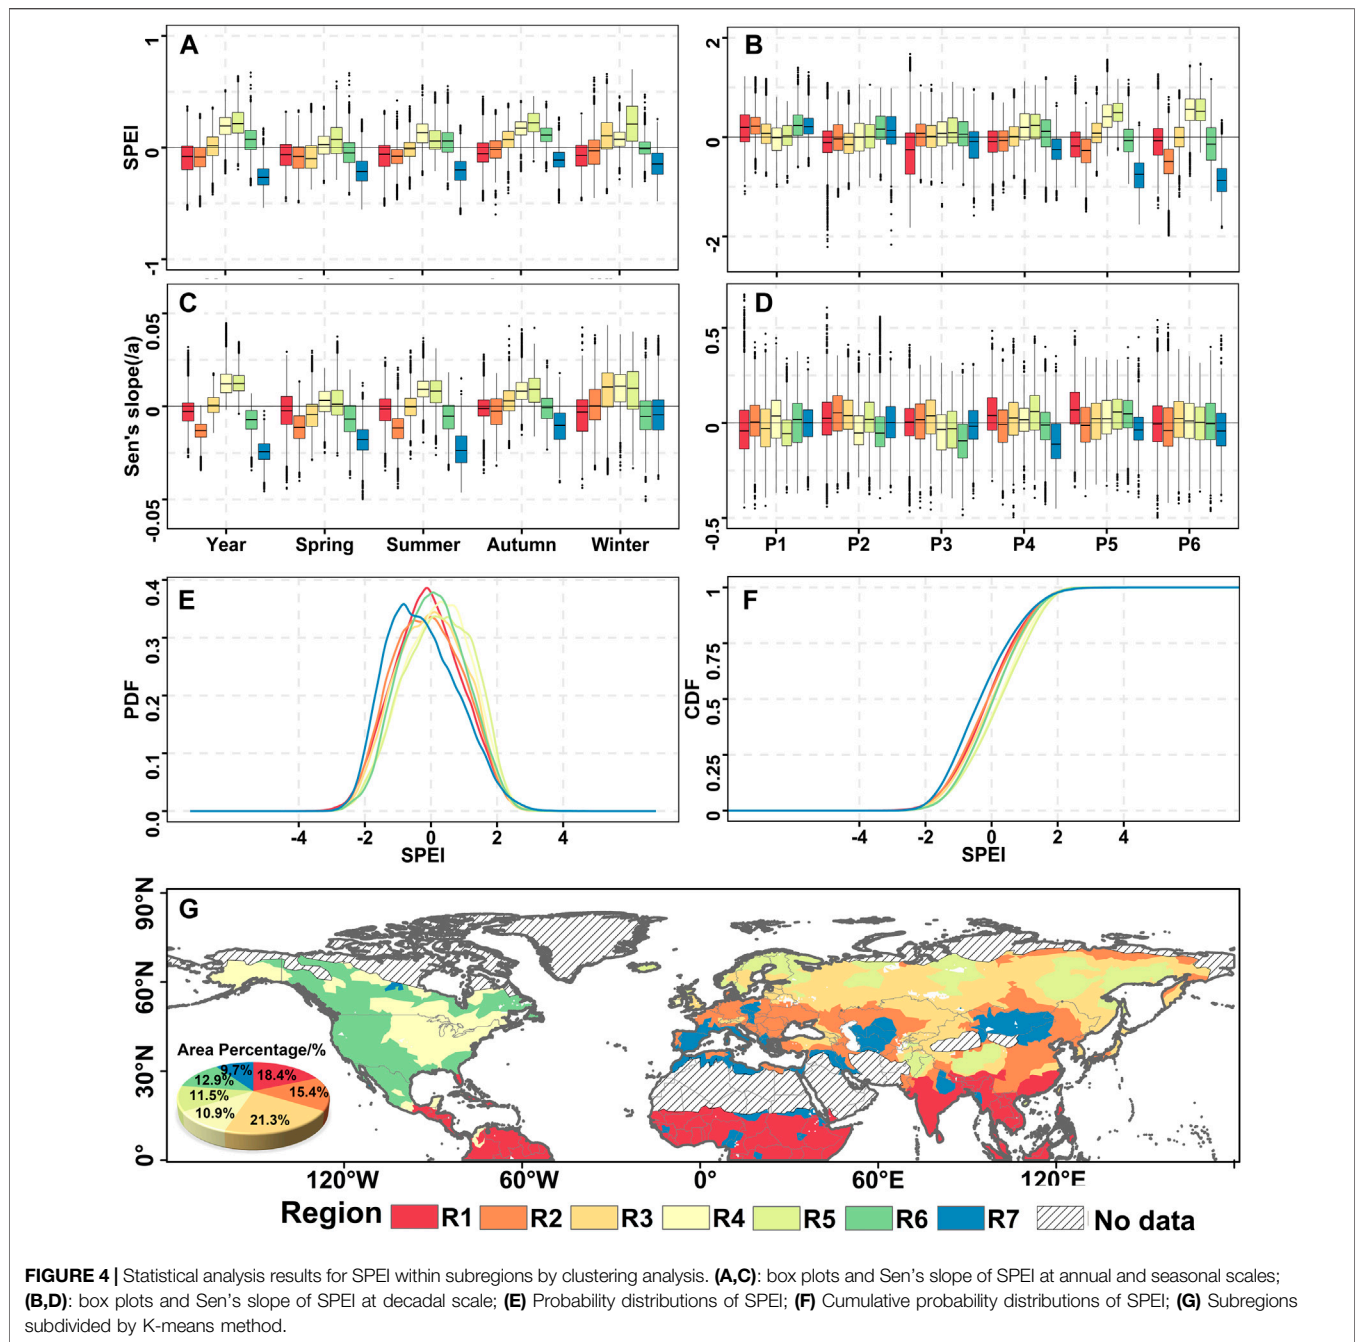 A
SPEI
1
0
-1
B
2
0
-2
C
Sen's slope(/a)
0.05
0
-0.05
Year Spring Summer Autumn Winter
D
0.5
0
-0.5
P1 P2 P3 P4 P5 P6
E
PDF
0.4
0.3
0.2
0.1
0.0
-4 -2 0 2 4
SPEI
F
CDF
1
0.75
0.5
0.25
0
-4 -2 0 2 4
SPEI
G
90°N
60°N
30°N
0°
Area Percentage/%
9.7%
18.4%
12.9%
15.4%
11.5%
10.9%
21.3%
120°W 60°W 0° 60°E 120°E
Region R1 R2 R3 R4 R5 R6 R7 No data
FIGURE 4 | Statistical analysis results for SPEI within subregions by clustering analysis. (A,C): box plots and Sen's slope of SPEI at annual and seasonal scales;
(B,D): box plots and Sen's slope of SPEI at decadal scale; (E) Probability distributions of SPEI; (F) Cumulative probability distributions of SPEI; (G) Subregions
subdivided by K-means method.